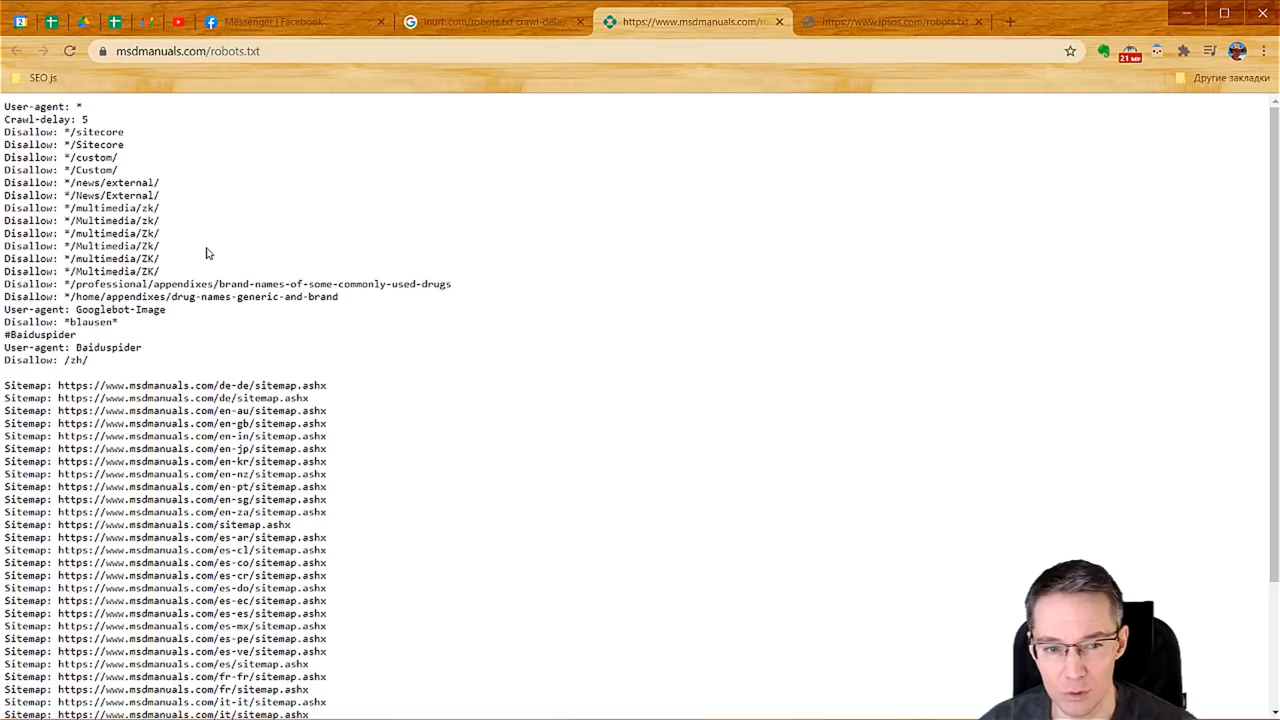 Messenger | Facebook
inurl:com/robots.txt crawl-delay
https://www.msdmanuals.com/r
https://www.ipsos.com/robots.txt
msdmanuals.com/robots.txt
21 мр
SEO js
Другие закладки
User-agent: *
Crawl-delay: 5
Disallow: */sitecore
Disallow: */Sitecore
Disallow: */custom/
Disallow: */Custom/
Disallow: */news/external/
Disallow: */News/External/
Disallow: */multimedia/zk/
Disallow: */Multimedia/zk/
Disallow: */multimedia/Zk/
Disallow: */Multimedia/Zk/
Disallow: */multimedia/ZK/
Disallow: */Multimedia/ZK/
Disallow: */professional/appendixes/brand-names-of-some-commonly-used-drugs
Disallow: */home/appendixes/drug-names-generic-and-brand
User-agent: Googlebot-Image
Disallow: *blausen*
#Baiduspider
User-agent: Baiduspider
Disallow: /zh/
Sitemap: https://www.msdmanuals.com/de-de/sitemap.ashx
Sitemap: https://www.msdmanuals.com/de/sitemap.ashx
Sitemap: https://www.msdmanuals.com/en-au/sitemap.ashx
Sitemap: https://www.msdmanuals.com/en-gb/sitemap.ashx
Sitemap: https://www.msdmanuals.com/en-in/sitemap.ashx
Sitemap: https://www.msdmanuals.com/en-jp/sitemap.ashx
Sitemap: https://www.msdmanuals.com/en-kr/sitemap.ashx
Sitemap: https://www.msdmanuals.com/en-nz/sitemap.ashx
Sitemap: https://www.msdmanuals.com/en-pt/sitemap.ashx
Sitemap: https://www.msdmanuals.com/en-sg/sitemap.ashx
Sitemap: https://www.msdmanuals.com/en-za/sitemap.ashx
Sitemap: https://www.msdmanuals.com/sitemap.ashx
Sitemap: https://www.msdmanuals.com/es-ar/sitemap.ashx
Sitemap: https://www.msdmanuals.com/es-cl/sitemap.ashx
Sitemap: https://www.msdmanuals.com/es-co/sitemap.ashx
Sitemap: https://www.msdmanuals.com/es-cr/sitemap.ashx
Sitemap: https://www.msdmanuals.com/es-do/sitemap.ashx
Sitemap: https://www.msdmanuals.com/es-ec/sitemap.ashx
Sitemap: https://www.msdmanuals.com/es-es/sitemap.ashx
Sitemap: https://www.msdmanuals.com/es-mx/sitemap.ashx
Sitemap: https://www.msdmanuals.com/es-pe/sitemap.ashx
Sitemap: https://www.msdmanuals.com/es-ve/sitemap.ashx
Sitemap: https://www.msdmanuals.com/es/sitemap.ashx
Sitemap: https://www.msdmanuals.com/fr-fr/sitemap.ashx
Sitemap: https://www.msdmanuals.com/fr/sitemap.ashx
Sitemap: https://www.msdmanuals.com/it-it/sitemap.ashx
Sitemap: https://www.msdmanuals.com/it/sitemap.ashx